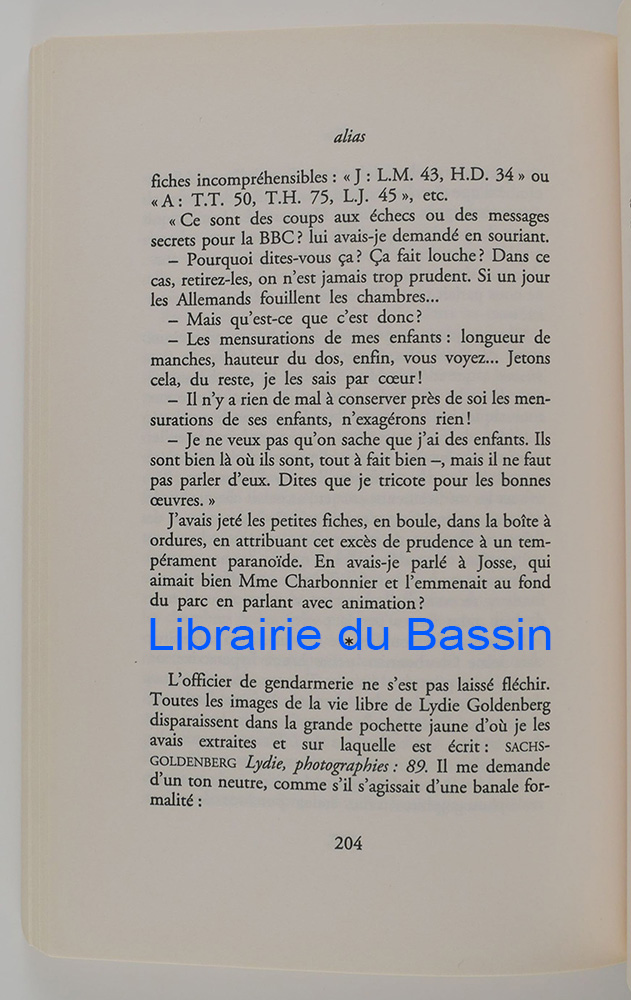 alias
fiches incompréhensibles : « J : L.M. 43, H.D. 34 » ou
« A : T.T. 50, T.H. 75, L.J. 45 », etc.
« Ce sont des coups aux échecs ou des messages
secrets pour la BBC ? lui avais-je demandé en souriant.
– Pourquoi dites-vous ça ? Ça fait louche ? Dans ce
cas, retirez-les, on n'est jamais trop prudent. Si un jour
les Allemands fouillent les chambres...
– Mais qu'est-ce que c'est donc ?
– Les mensurations de mes enfants : longueur de
manches, hauteur du dos, enfin, vous voyez... Jetons
cela, du reste, je les sais par cœur !
– Il n'y a rien de mal à conserver près de soi les men-
surations de ses enfants, n'exagérons rien !
– Je ne veux pas qu'on sache que j'ai des enfants. Ils
sont bien là où ils sont, tout à fait bien –, mais il ne faut
pas parler d'eux. Dites que je tricote pour les bonnes
œuvres. »
J'avais jeté les petites fiches, en boule, dans la boîte à
ordures, en attribuant cet excès de prudence à un tem-
pérament paranoïde. En avais-je parlé à Josse, qui
aimait bien Mme Charbonnier et l'emmenait au fond
du parc en parlant avec animation ?
Librairie du Bassin
*
L'officier de gendarmerie ne s'est pas laissé fléchir.
Toutes les images de la vie libre de Lydie Goldenberg
disparaissent dans la grande pochette jaune d'où je les
avais extraites et sur laquelle est écrit : SACHS-
GOLDENBERG Lydie, photographies : 89. Il me demande
d'un ton neutre, comme s'il s'agissait d'une banale for-
malité :
204